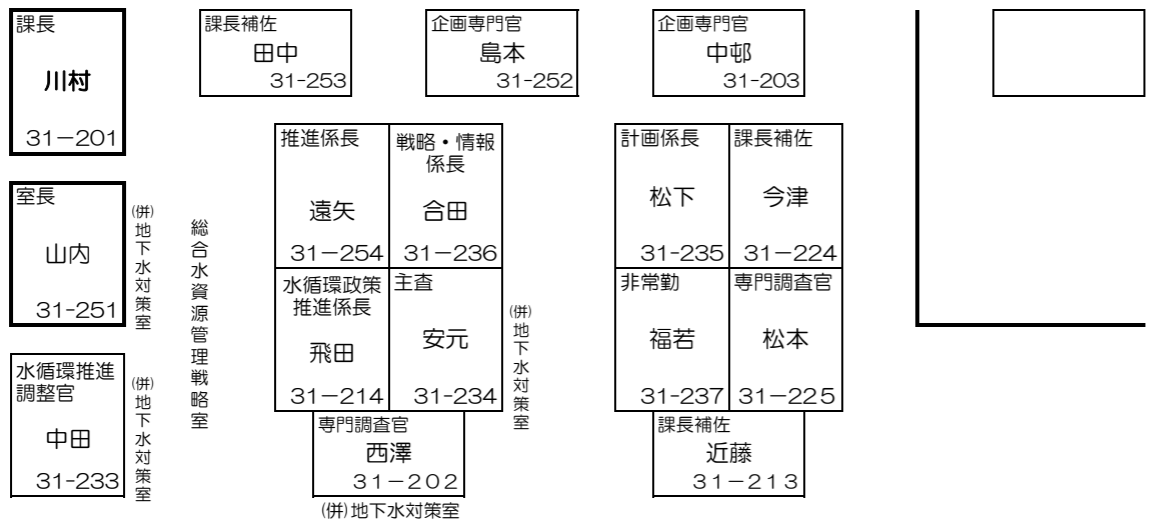 課長
川村
31－201
課長補佐
田中
31-253
企画専門官
島本
31-252
企画専門官
中邨
31-203
室長
山内
31-251
(併)地下水対策室
総合水資源管理戦略室
水循環推進
調整官
中田
31-233
(併)地下水対策室
推進係長
遠矢
31－254
戦略・情報
係長
合田
31－236
水循環政策
推進係長
飛田
31－214
主査
安元
31-234
(併)地下水対策室
専門調査官
西澤
31－202
(併)地下水対策室
計画係長
松下
31-235
課長補佐
今津
31－224
非常勤
福若
31-237
専門調査官
松本
31－225
課長補佐
近藤
31－213